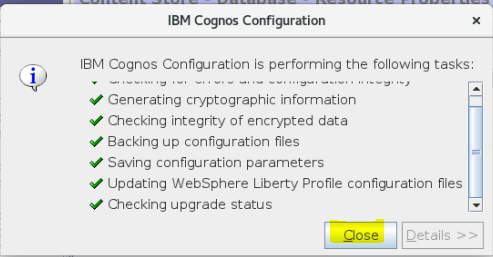 Content Store - Database - Resource Properties
IBM Cognos Configuration
IBM Cognos Configuration is performing the following tasks:
Checking for errors and configuration integrity
Generating cryptographic information
Checking integrity of encrypted data
Backing up configuration files
Saving configuration parameters
Updating WebSphere Liberty Profile configuration files
Checking upgrade status
Close
Details >>